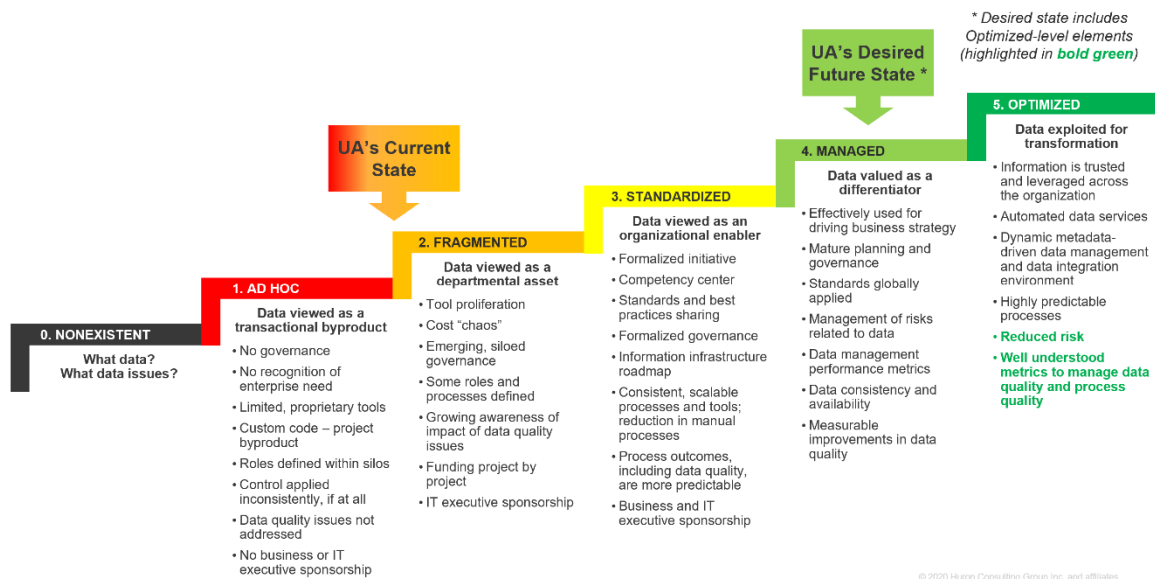 * Desired state includes
Optimized-level elements
(highlighted in bold green)
UA's Desired
Future State *
UA's Current
State
0. NONEXISTENT
What data?
What data issues?
1. AD HOC
Data viewed as a
transactional byproduct
• No governance
• No recognition of
enterprise need
• Limited, proprietary tools
• Custom code – project
byproduct
• Roles defined within silos
• Control applied
inconsistently, if at all
• Data quality issues not
addressed
• No business or IT
executive sponsorship
2. FRAGMENTED
Data viewed as a
departmental asset
• Tool proliferation
• Cost “chaos”
• Emerging, siloed
governance
• Some roles and
processes defined
• Growing awareness of
impact of data quality
issues
• Funding project by
project
• IT executive sponsorship
3. STANDARDIZED
Data viewed as an
organizational enabler
• Formalized initiative
• Competency center
• Standards and best
practices sharing
• Formalized governance
• Information infrastructure
roadmap
• Consistent, scalable
processes and tools;
reduction in manual
processes
• Process outcomes,
including data quality,
are more predictable
• Business and IT
executive sponsorship
4. MANAGED
Data valued as a
differentiator
• Effectively used for
driving business strategy
• Mature planning and
governance
• Standards globally
applied
• Management of risks
related to data
• Data management
performance metrics
• Data consistency and
availability
• Measurable
improvements in data
quality
5. OPTIMIZED
Data exploited for
transformation
• Information is trusted
and leveraged across
the organization
• Automated data services
• Dynamic metadata-
driven data management
and data integration
environment
• Highly predictable
processes
• Reduced risk
• Well understood
metrics to manage data
quality and process
quality
© 2020 Huron Consulting Group Inc. and affiliates